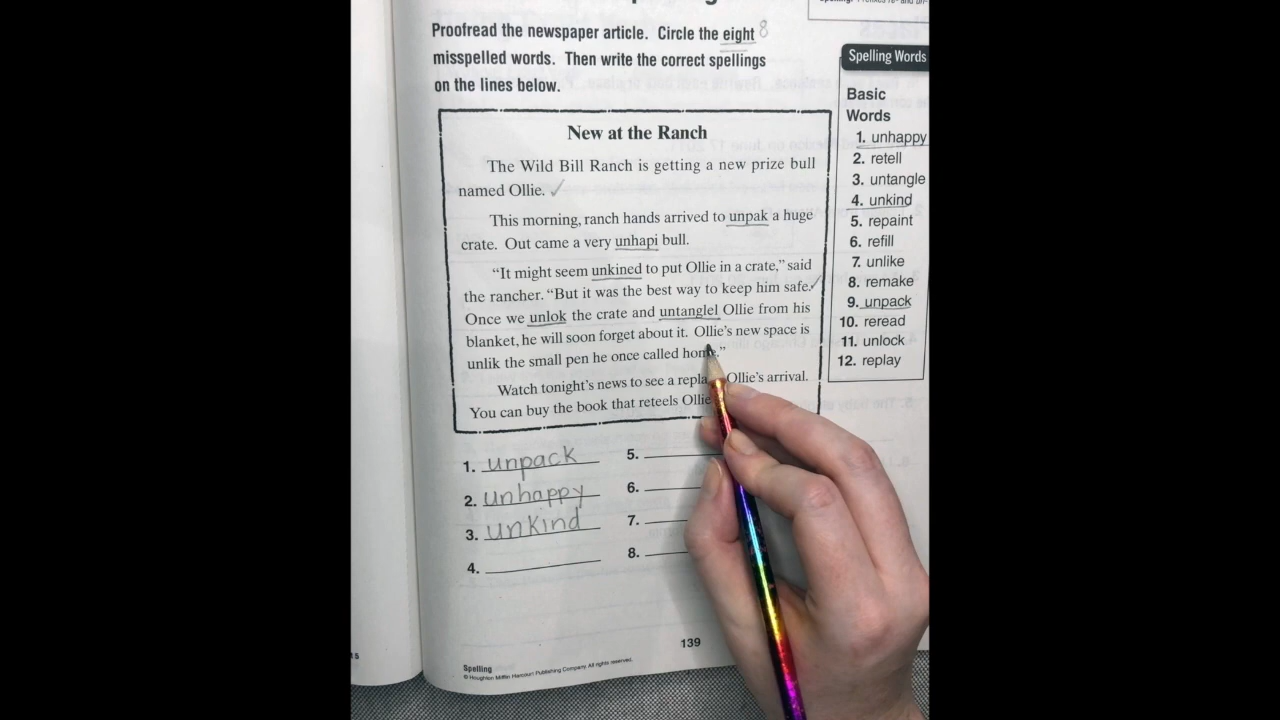 Proofread the newspaper article. Circle the eight 8
misspelled words. Then write the correct spellings
on the lines below.
New at the Ranch
The Wild Bill Ranch is getting a new prize bull
named Ollie. ✓
This morning, ranch hands arrived to unpak a huge
crate. Out came a very unhapi bull.
“It might seem unkined to put Ollie in a crate,” said
the rancher. “But it was the best way to keep him safe. ✓
Once we unlok the crate and untanglel Ollie from his
blanket, he will soon forget about it. Ollie’s new space is
unlik the small pen he once called home.”
Watch tonight’s news to see a Ollie’s arrival.
You can buy the book that reteels
1. unpack
2. unhappy
3. unkind
4.
5.
6.
7.
8.
Spelling Words
Basic
Words
1. unhappy
2. retell
3. untangle
4. unkind
5. repaint
6. refill
7. unlike
8. remake
9. unpack
10. reread
11. unlock
12. replay
139
Spelling
© Houghton Mifflin Harcourt Publishing Company All rights reserved.